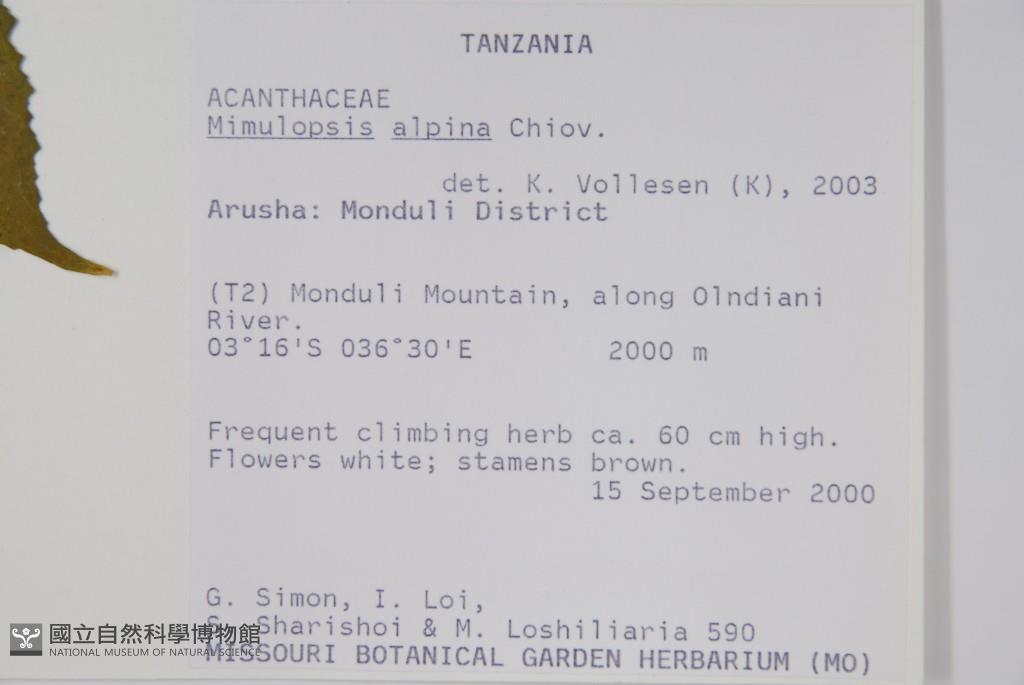 TANZANIA
ACANTHACEAE
Mimulopsis alpina Chiov.
det. K. Vollesen (K), 2003
Arusha: Monduli District
(T2) Monduli Mountain, along Olndiani
River.
03°16'S 036°30'E 2000 m
Frequent climbing herb ca. 60 cm high.
Flowers white; stamens brown.
15 September 2000
G. Simon, I. Loi,
S. Sharishoi & M. Loshiliaria 590
MISSOURI BOTANICAL GARDEN HERBARIUM (MO)
國立自然科學博物館
NATIONAL MUSEUM OF NATURAL SCIENCE